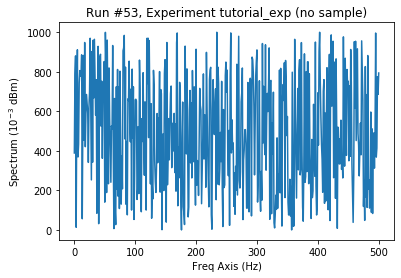 Run #53, Experiment tutorial_exp (no sample)
Spectrum (10⁻³ dBm)
1000
800
600
400
200
0
0 100 200 300 400 500
Freq Axis (Hz)